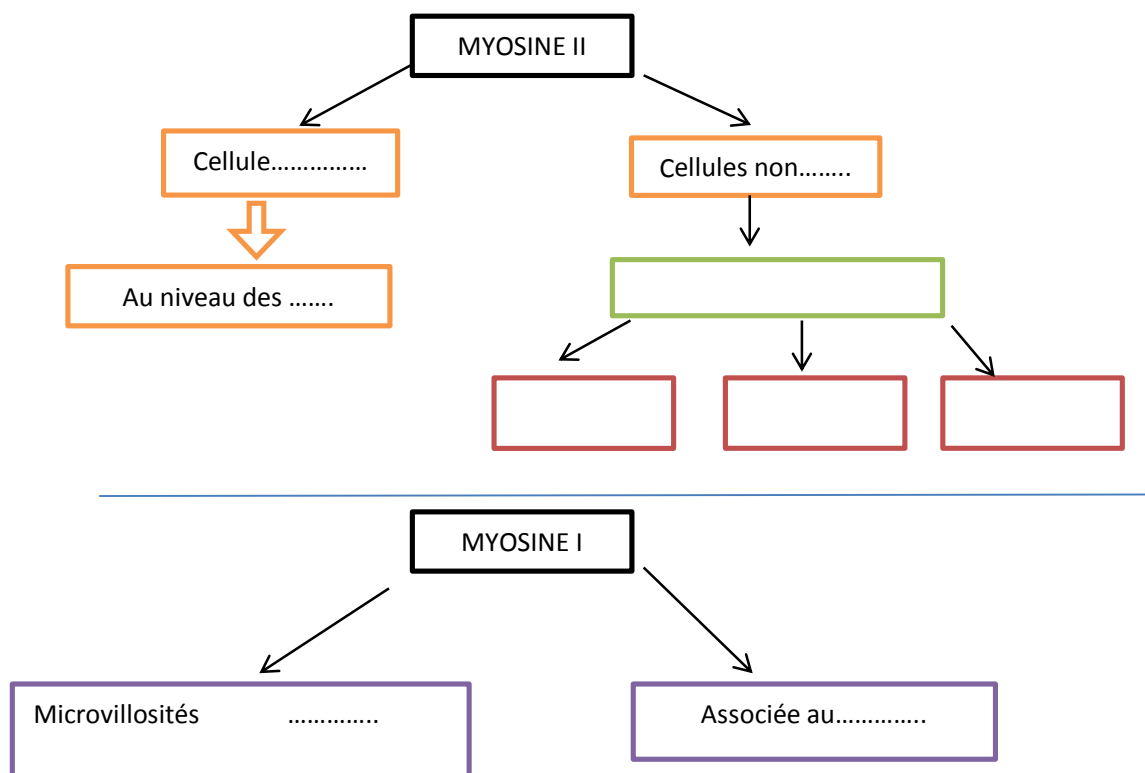 MYOSINE II
Cellule……………
Cellules non……..
Au niveau des …….
MYOSINE I
Microvillosités …………..
Associée au…………..